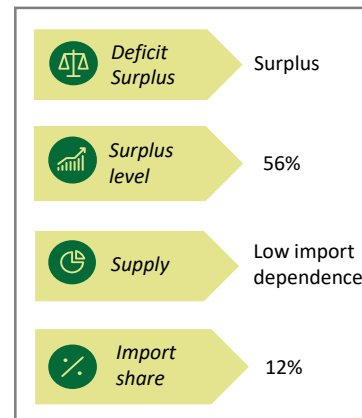 Deficit
Surplus
Surplus
Surplus
level
56%
Supply
Low import
dependence
Import
share
12%